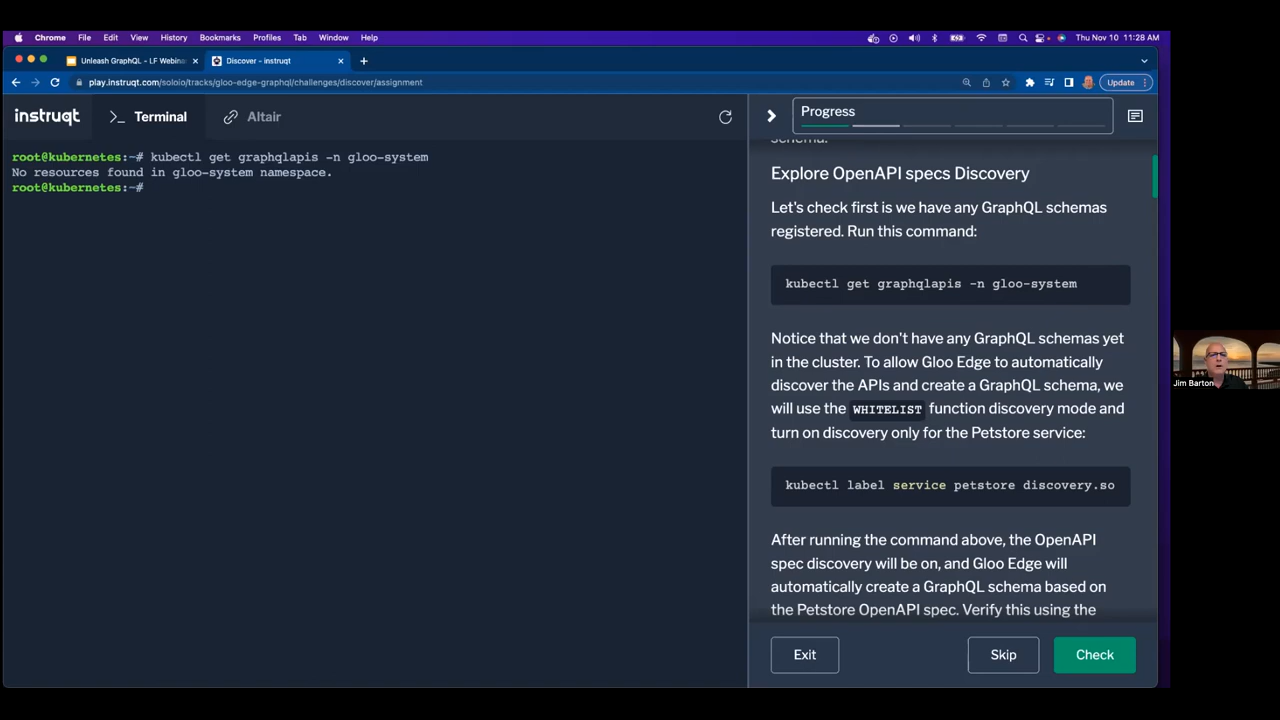 Chrome File Edit View History Bookmarks Profiles Tab Window Help
Thu Nov 10 11:28 AM
Unleash GraphQL - LF Webina
Discover - instruqt
play.instruqt.com/soloio/tracks/gloo-edge-graphql/challenges/discover/assignment
Update
instruqt
>_ Terminal
Altair
Progress
root@kubernetes:~# kubectl get graphqlapis -n gloo-system
No resources found in gloo-system namespace.
root@kubernetes:~#
schema.
Explore OpenAPI specs Discovery
Let's check first is we have any GraphQL schemas
registered. Run this command:
kubectl get graphqlapis -n gloo-system
Notice that we don't have any GraphQL schemas yet
in the cluster. To allow Gloo Edge to automatically
discover the APIs and create a GraphQL schema, we
will use the WHITELIST function discovery mode and
turn on discovery only for the Petstore service:
kubectl label service petstore discovery.so
After running the command above, the OpenAPI
spec discovery will be on, and Gloo Edge will
automatically create a GraphQL schema based on
the Petstore OpenAPI spec. Verify this using the
Exit
Skip
Check
Jim Barton